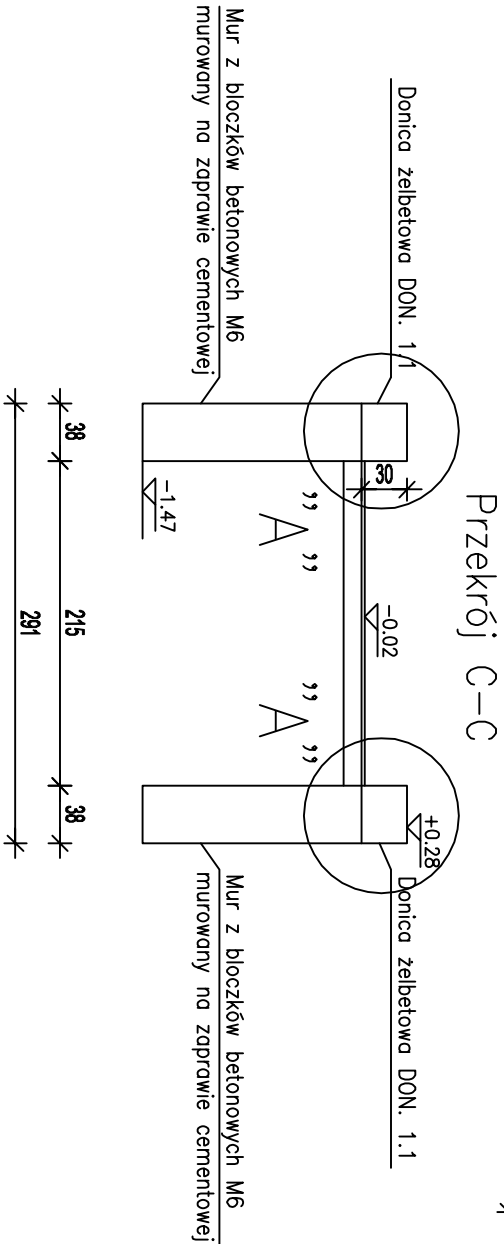 Przekrój C-C
Donica żelbetowa DON. 1.1
Donica żelbetowa DON. 1.1
+0.28
30
-0.02
"A"
"A"
-1.47
Mur z bloczków betonowych M6
murowany na zaprawie cementowej
Mur z bloczków betonowych M6
murowany na zaprawie cementowej
38
215
38
291